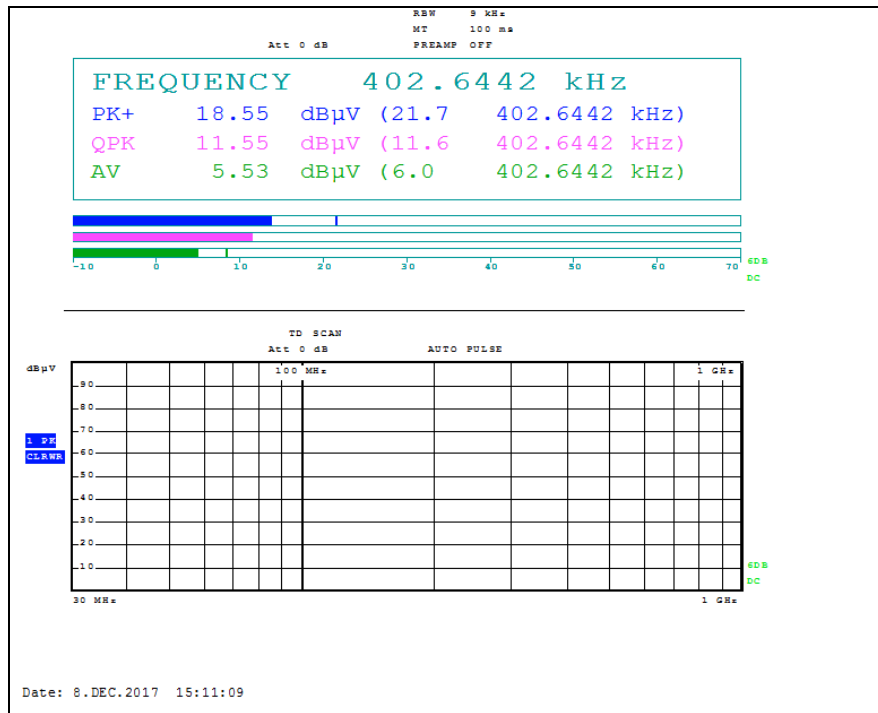 RBW 9 kHz
MT 100 ms
Att 0 dB PREAMP OFF
FREQUENCY 402.6442 kHz
PK+ 18.55 dBµV (21.7 402.6442 kHz)
QPK 11.55 dBµV (11.6 402.6442 kHz)
AV 5.53 dBµV (6.0 402.6442 kHz)
-10 0 10 20 30 40 50 60 70
6DB
DC
TD SCAN
Att 0 dB AUTO PULSE
dBµV
100 MHz 1 GHz
90
80
70
1 PK
60
CLRWR
50
40
30
20
10
6DB
DC
30 MHz 1 GHz
Date: 8.DEC.2017 15:11:09